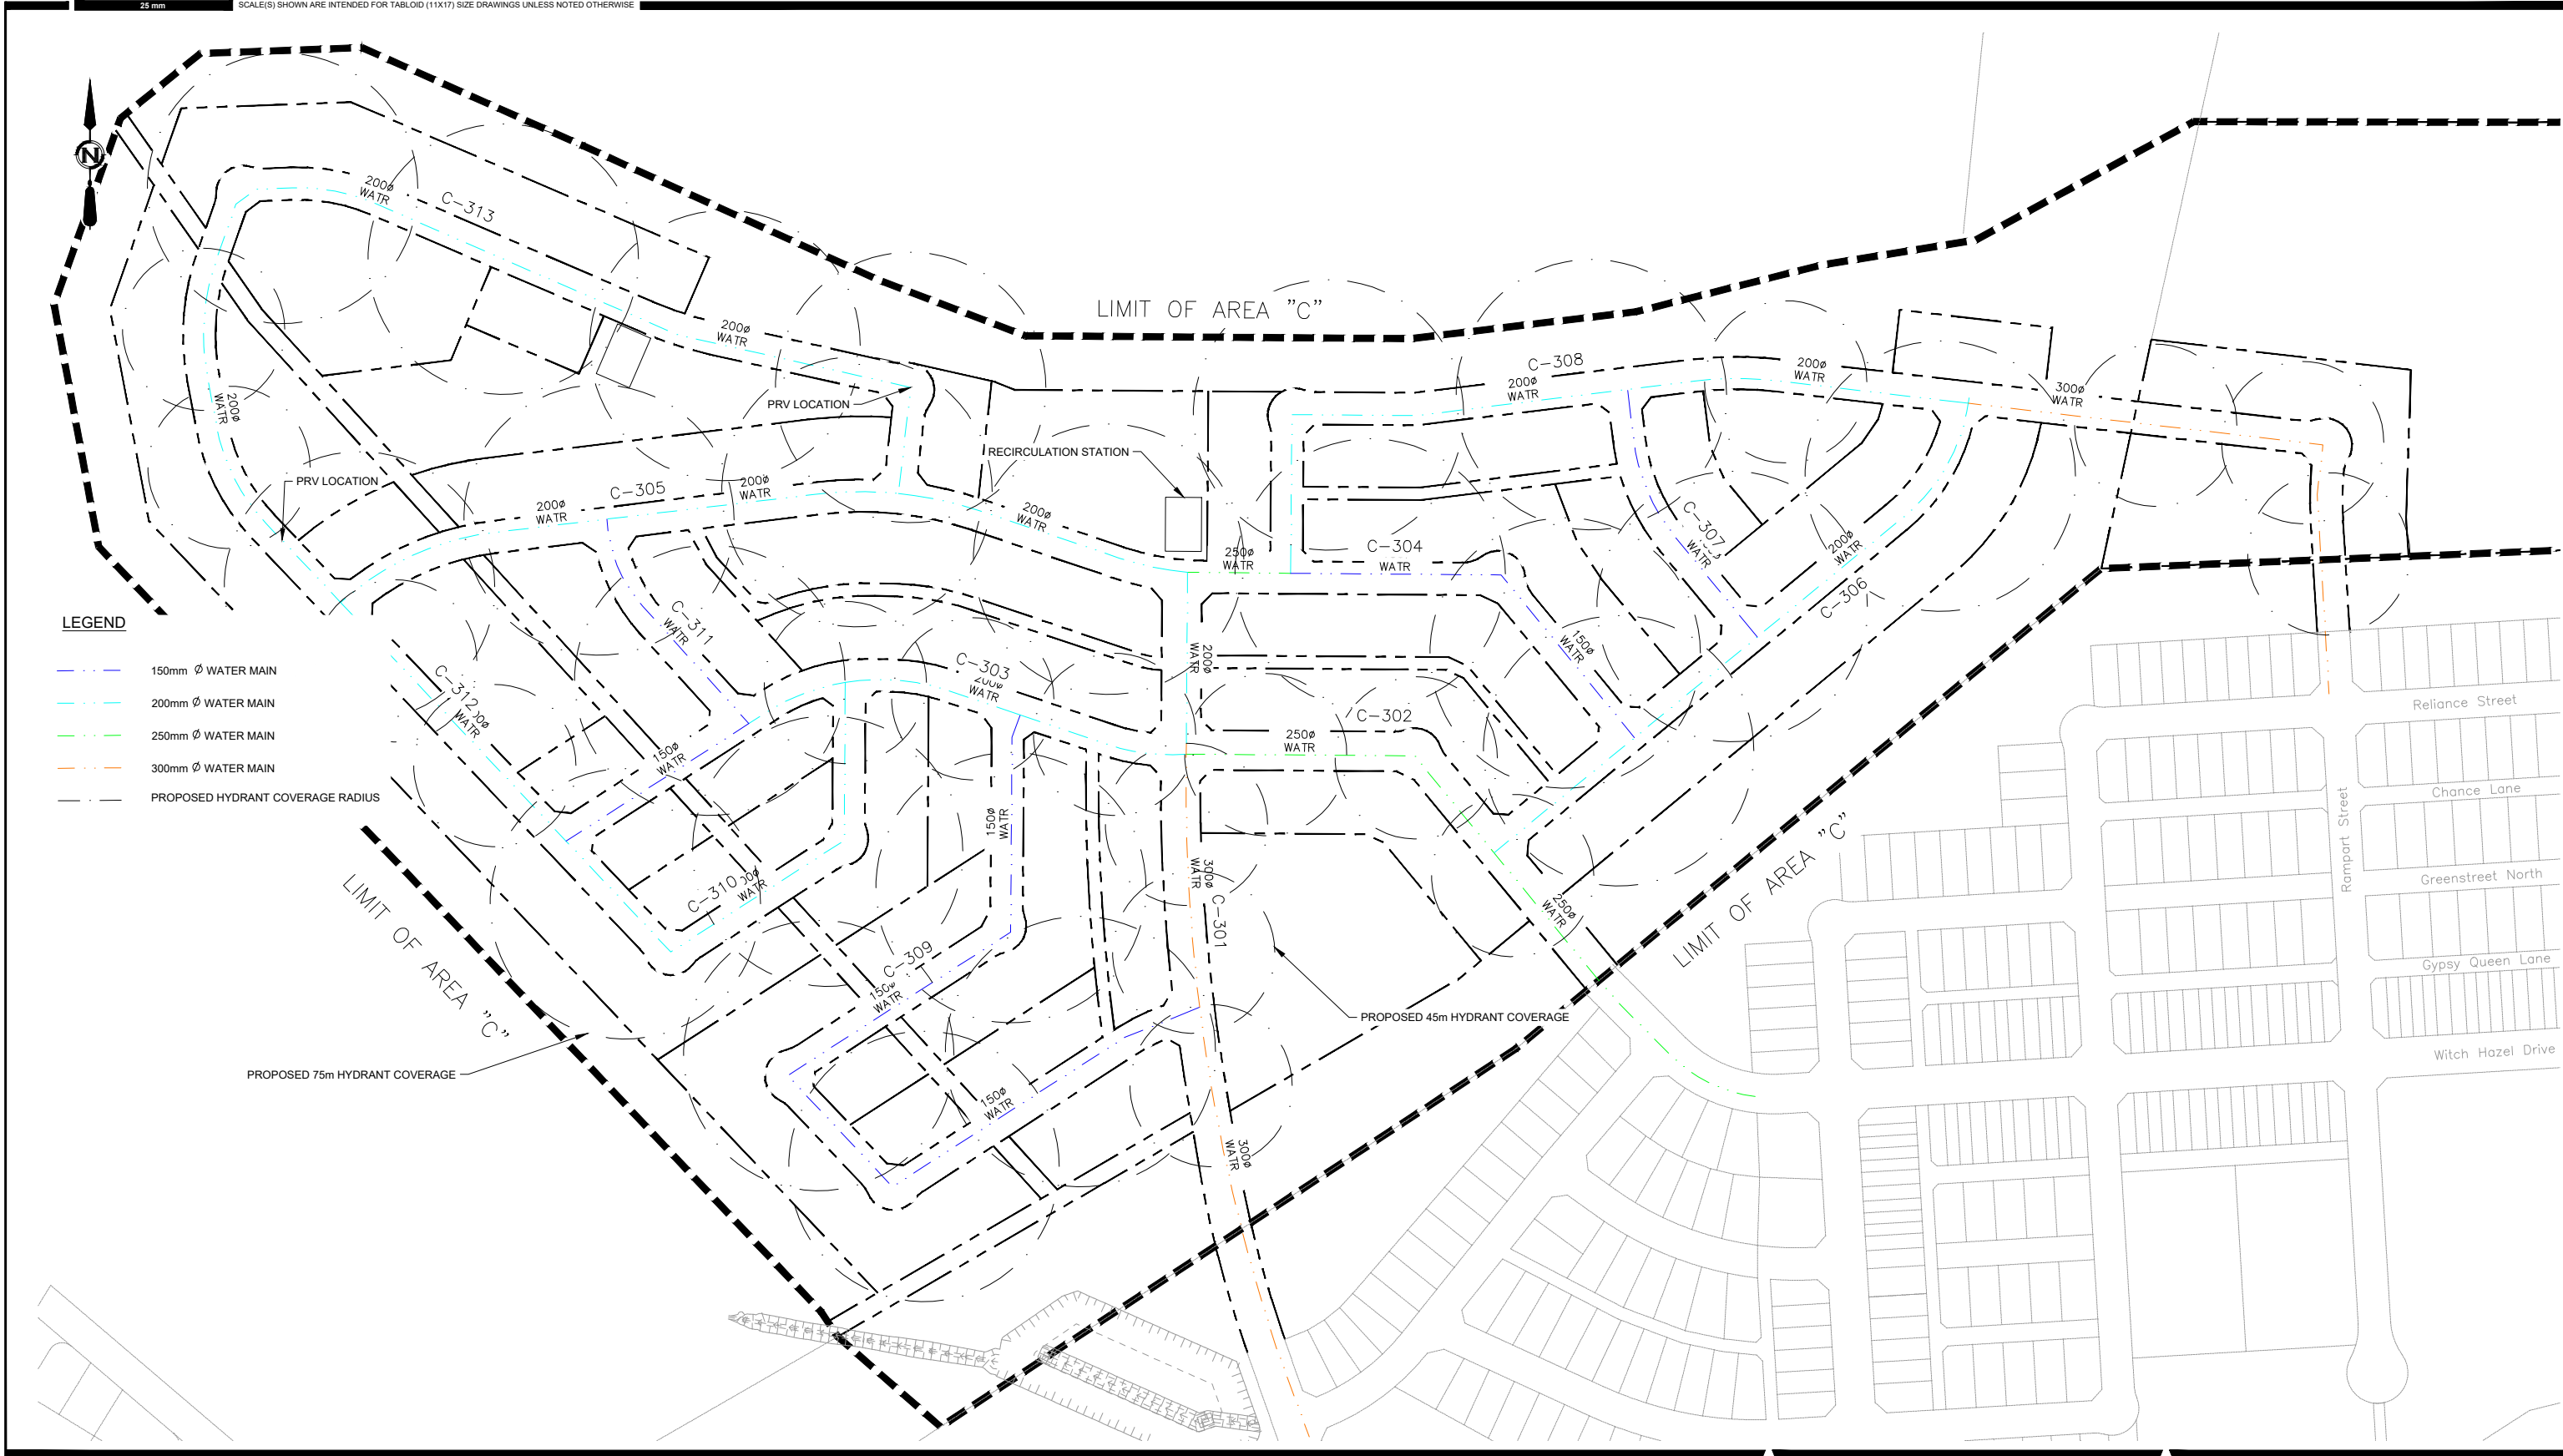 25 mm
SCALE(S) SHOWN ARE INTENDED FOR TABLOID (11X17) SIZE DRAWINGS UNLESS NOTED OTHERWISE
N
200ø
WATR
C-313
200ø
WATR
PRV LOCATION
LIMIT OF AREA "C"
C-308
200ø
WATR
200ø
WATR
300ø
WATR
200ø
WATR
PRV LOCATION
RECIRCULATION STATION
C-305
200ø
WATR
200ø
WATR
200ø
WATR
250ø
WATR
C-304
WATR
C-307
WATR
200ø
WATR
C-306
150ø
WATR
C-311
WATR
LEGEND
150mm Ø WATER MAIN
200mm Ø WATER MAIN
250mm Ø WATER MAIN
300mm Ø WATER MAIN
PROPOSED HYDRANT COVERAGE RADIUS
C-312
WATR
C-303
200ø
WATR
200ø
WATR
C-302
250ø
WATR
150ø
WATR
150ø
WATR
300ø
WATR
C-301
C-310
WATR
C-309
150ø
WATR
250ø
WATR
LIMIT OF AREA "C"
LIMIT OF AREA "C"
PROPOSED 45m HYDRANT COVERAGE
PROPOSED 75m HYDRANT COVERAGE
150ø
WATR
300ø
WATR
Reliance Street
Chance Lane
Rampart Street
Greenstreet North
Gypsy Queen Lane
Witch Hazel Drive